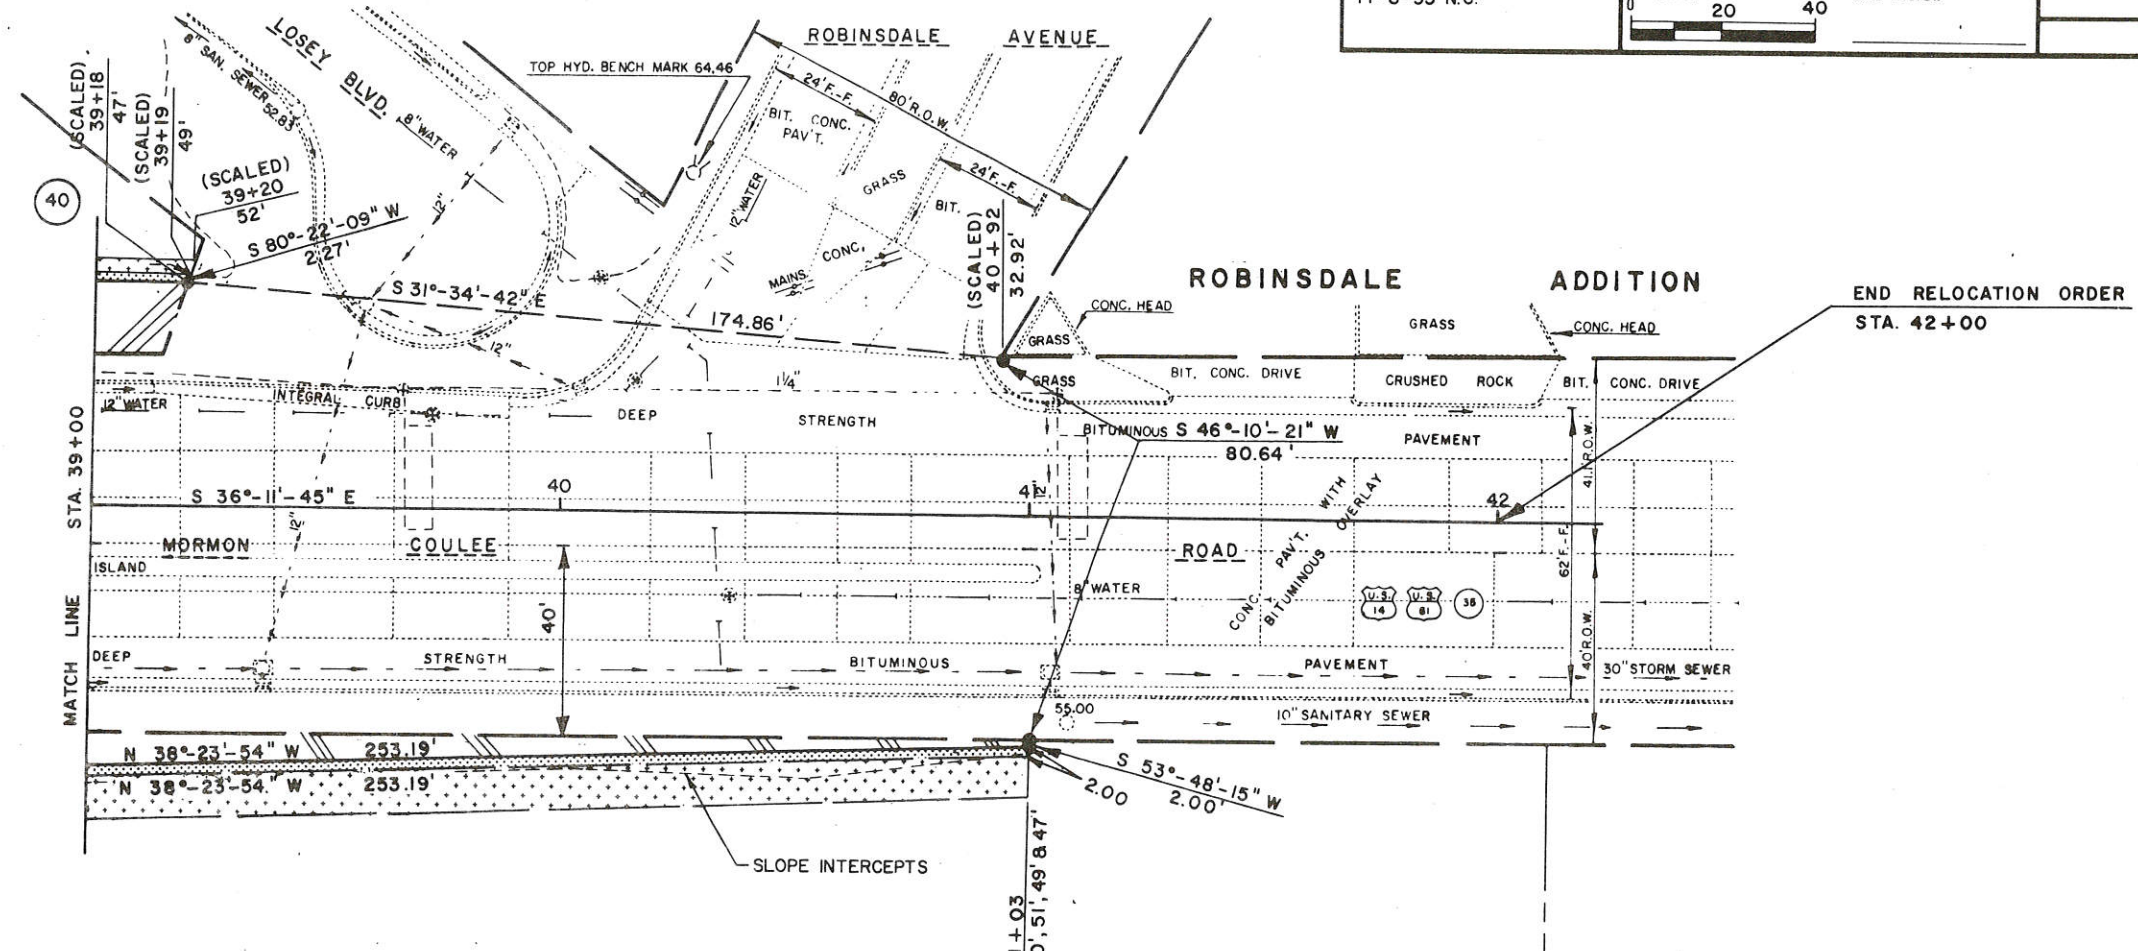 0 20 40
ROBINSDALE AVENUE
LOSEY BLVD.
8" SAN. SEWER 52.83
8" WATER
TOP HYD. BENCH MARK 64.46
24' F.-F.
80' R.O.W.
24' F.-F.
BIT. CONC.
PAV'T.
GRASS
BIT.
CONC.
MAINS
12" WATER
(SCALED)
39+18
47'
(SCALED)
39+19
49'
(SCALED)
39+20
52'
40
S 80°-22'-09" W
2.27'
12"
12"
S 31°-34'-42" E
174.86'
(SCALED)
40+92
32.92'
ROBINSDALE ADDITION
CONC. HEAD
GRASS
GRASS
GRASS
CONC. HEAD
END RELOCATION ORDER
STA. 42+00
BIT. CONC. DRIVE
CRUSHED ROCK
BIT. CONC. DRIVE
12" WATER
INTEGRAL CURB
1¼"
DEEP STRENGTH BITUMINOUS PAVEMENT
S 46°-10'-21" W
80.64'
MATCH LINE STA. 39+00
S 36°-11'-45" E
40
41
42
12"
12"
MORMON COULEE ROAD
ISLAND
40'
8" WATER
CONC. PAV'T. WITH
BITUMINOUS OVERLAY
U.S.
14
U.S.
61
35
62' F.-F.
R.O.W.
40' R.O.W.
DEEP STRENGTH BITUMINOUS PAVEMENT
30" STORM SEWER
55.00
10" SANITARY SEWER
N 38°-23'-54" W 253.19'
N 38°-23'-54" W 253.19'
S 53°-48'-15" W
2.00 2.00'
SLOPE INTERCEPTS
+03
51', 49' & 47'